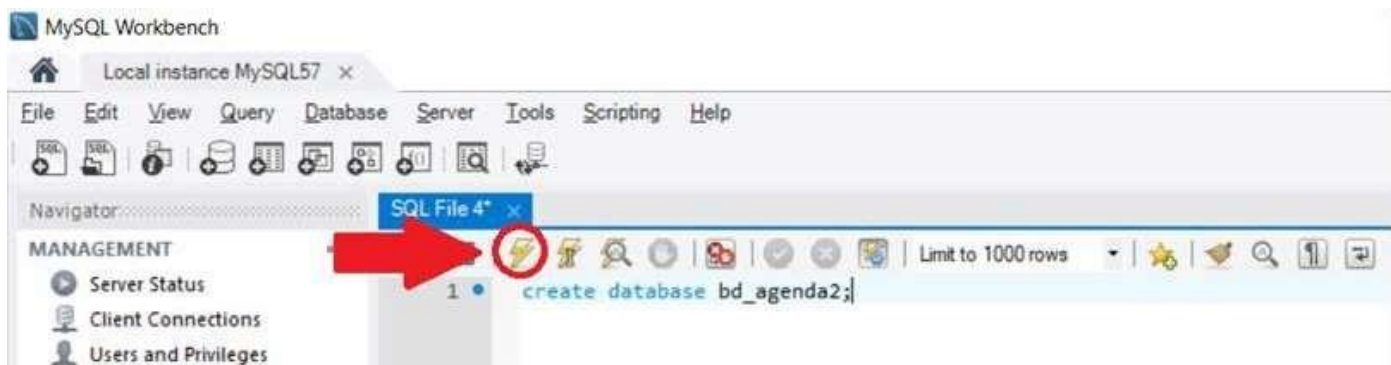 MySQL Workbench
Local instance MySQL57
File Edit View Query Database Server Tools Scripting Help
Navigator
SQL File 4*
MANAGEMENT
Limit to 1000 rows
Server Status
1 create database bd_agenda2;
Client Connections
Users and Privileges